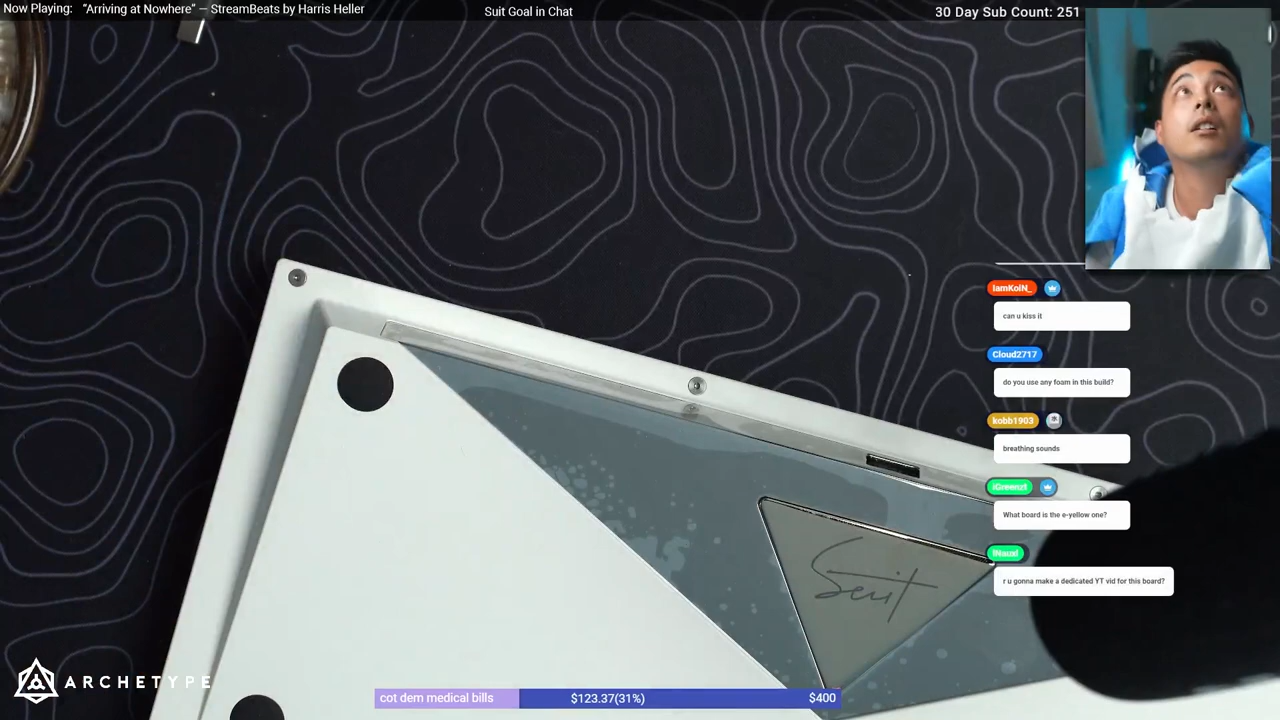 Now Playing: "Arriving at Nowhere" — StreamBeats by Harris Heller
Suit Goal in Chat
30 Day Sub Count: 251
IamKoiN_
can u kiss it
Cloud2717
do you use any foam in this build?
kobb1903
breathing sounds
iGreenzt
What board is the e-yellow one?
r u gonna make a dedicated YT vid for this board?
Suit
ARCHETYPE
cot dem medical bills
$123.37(31%)
$400